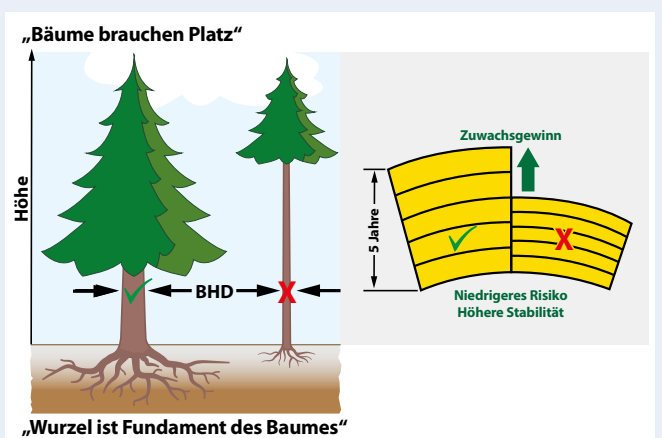 „Bäume brauchen Platz“
Höhe
BHD
X
„Wurzel ist Fundament des Baumes“
Zuwachsgewinn
5 Jahre
X
Niedrigeres Risiko
Höhere Stabilität